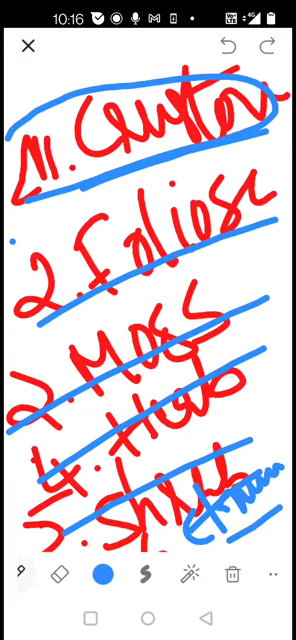 10:16
1. Crustose
2. Foliose
3. Moss
4. Herb
5. Shrub